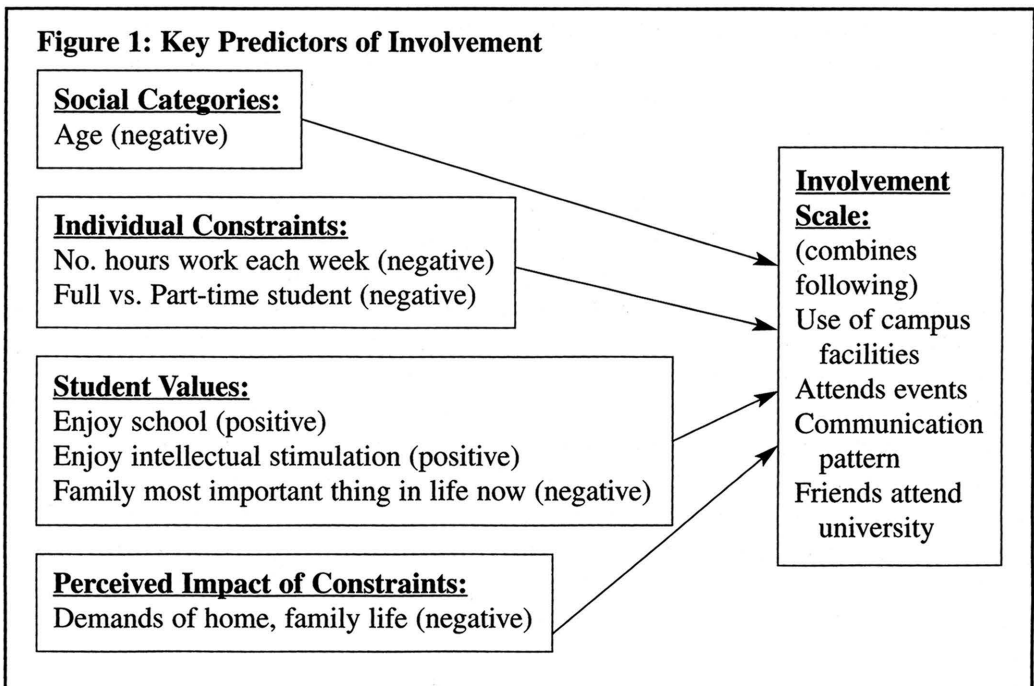 Figure 1: Key Predictors of Involvement
Social Categories:
Age (negative)
Individual Constraints:
No. hours work each week (negative)
Full vs. Part-time student (negative)
Student Values:
Enjoy school (positive)
Enjoy intellectual stimulation (positive)
Family most important thing in life now (negative)
Perceived Impact of Constraints:
Demands of home, family life (negative)
Involvement
Scale:
(combines
following)
Use of campus
facilities
Attends events
Communication
pattern
Friends attend
university